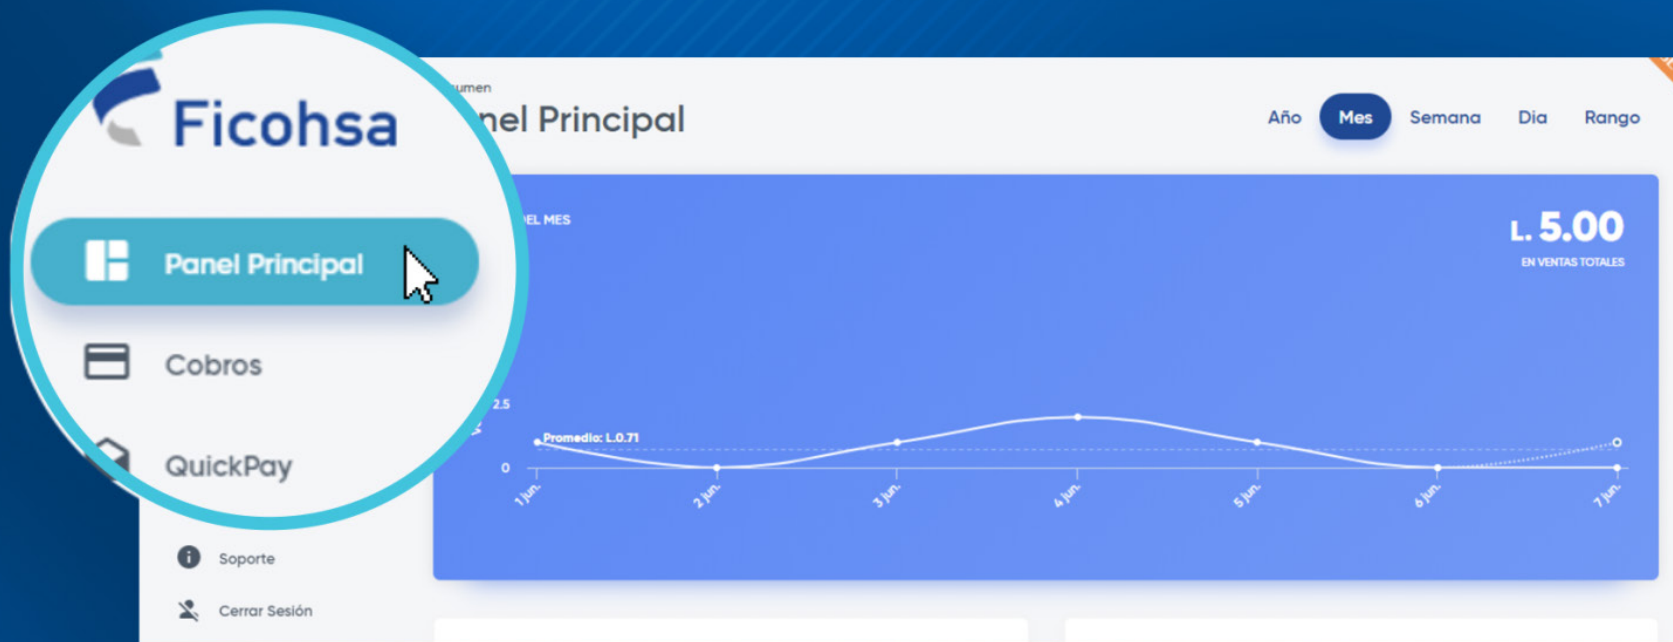 Ficohsa
Panel Principal
Cobros
QuickPay
Soporte
Cerrar Sesión
umen
nel Principal
Año Mes Semana Dia Rango
DEL MES
L. 5.00
EN VENTAS TOTALES
2.5
Promedio: L.0.71
0
1 jun. 2 jun. 3 jun. 4 jun. 5 jun. 6 jun. 7 jun.